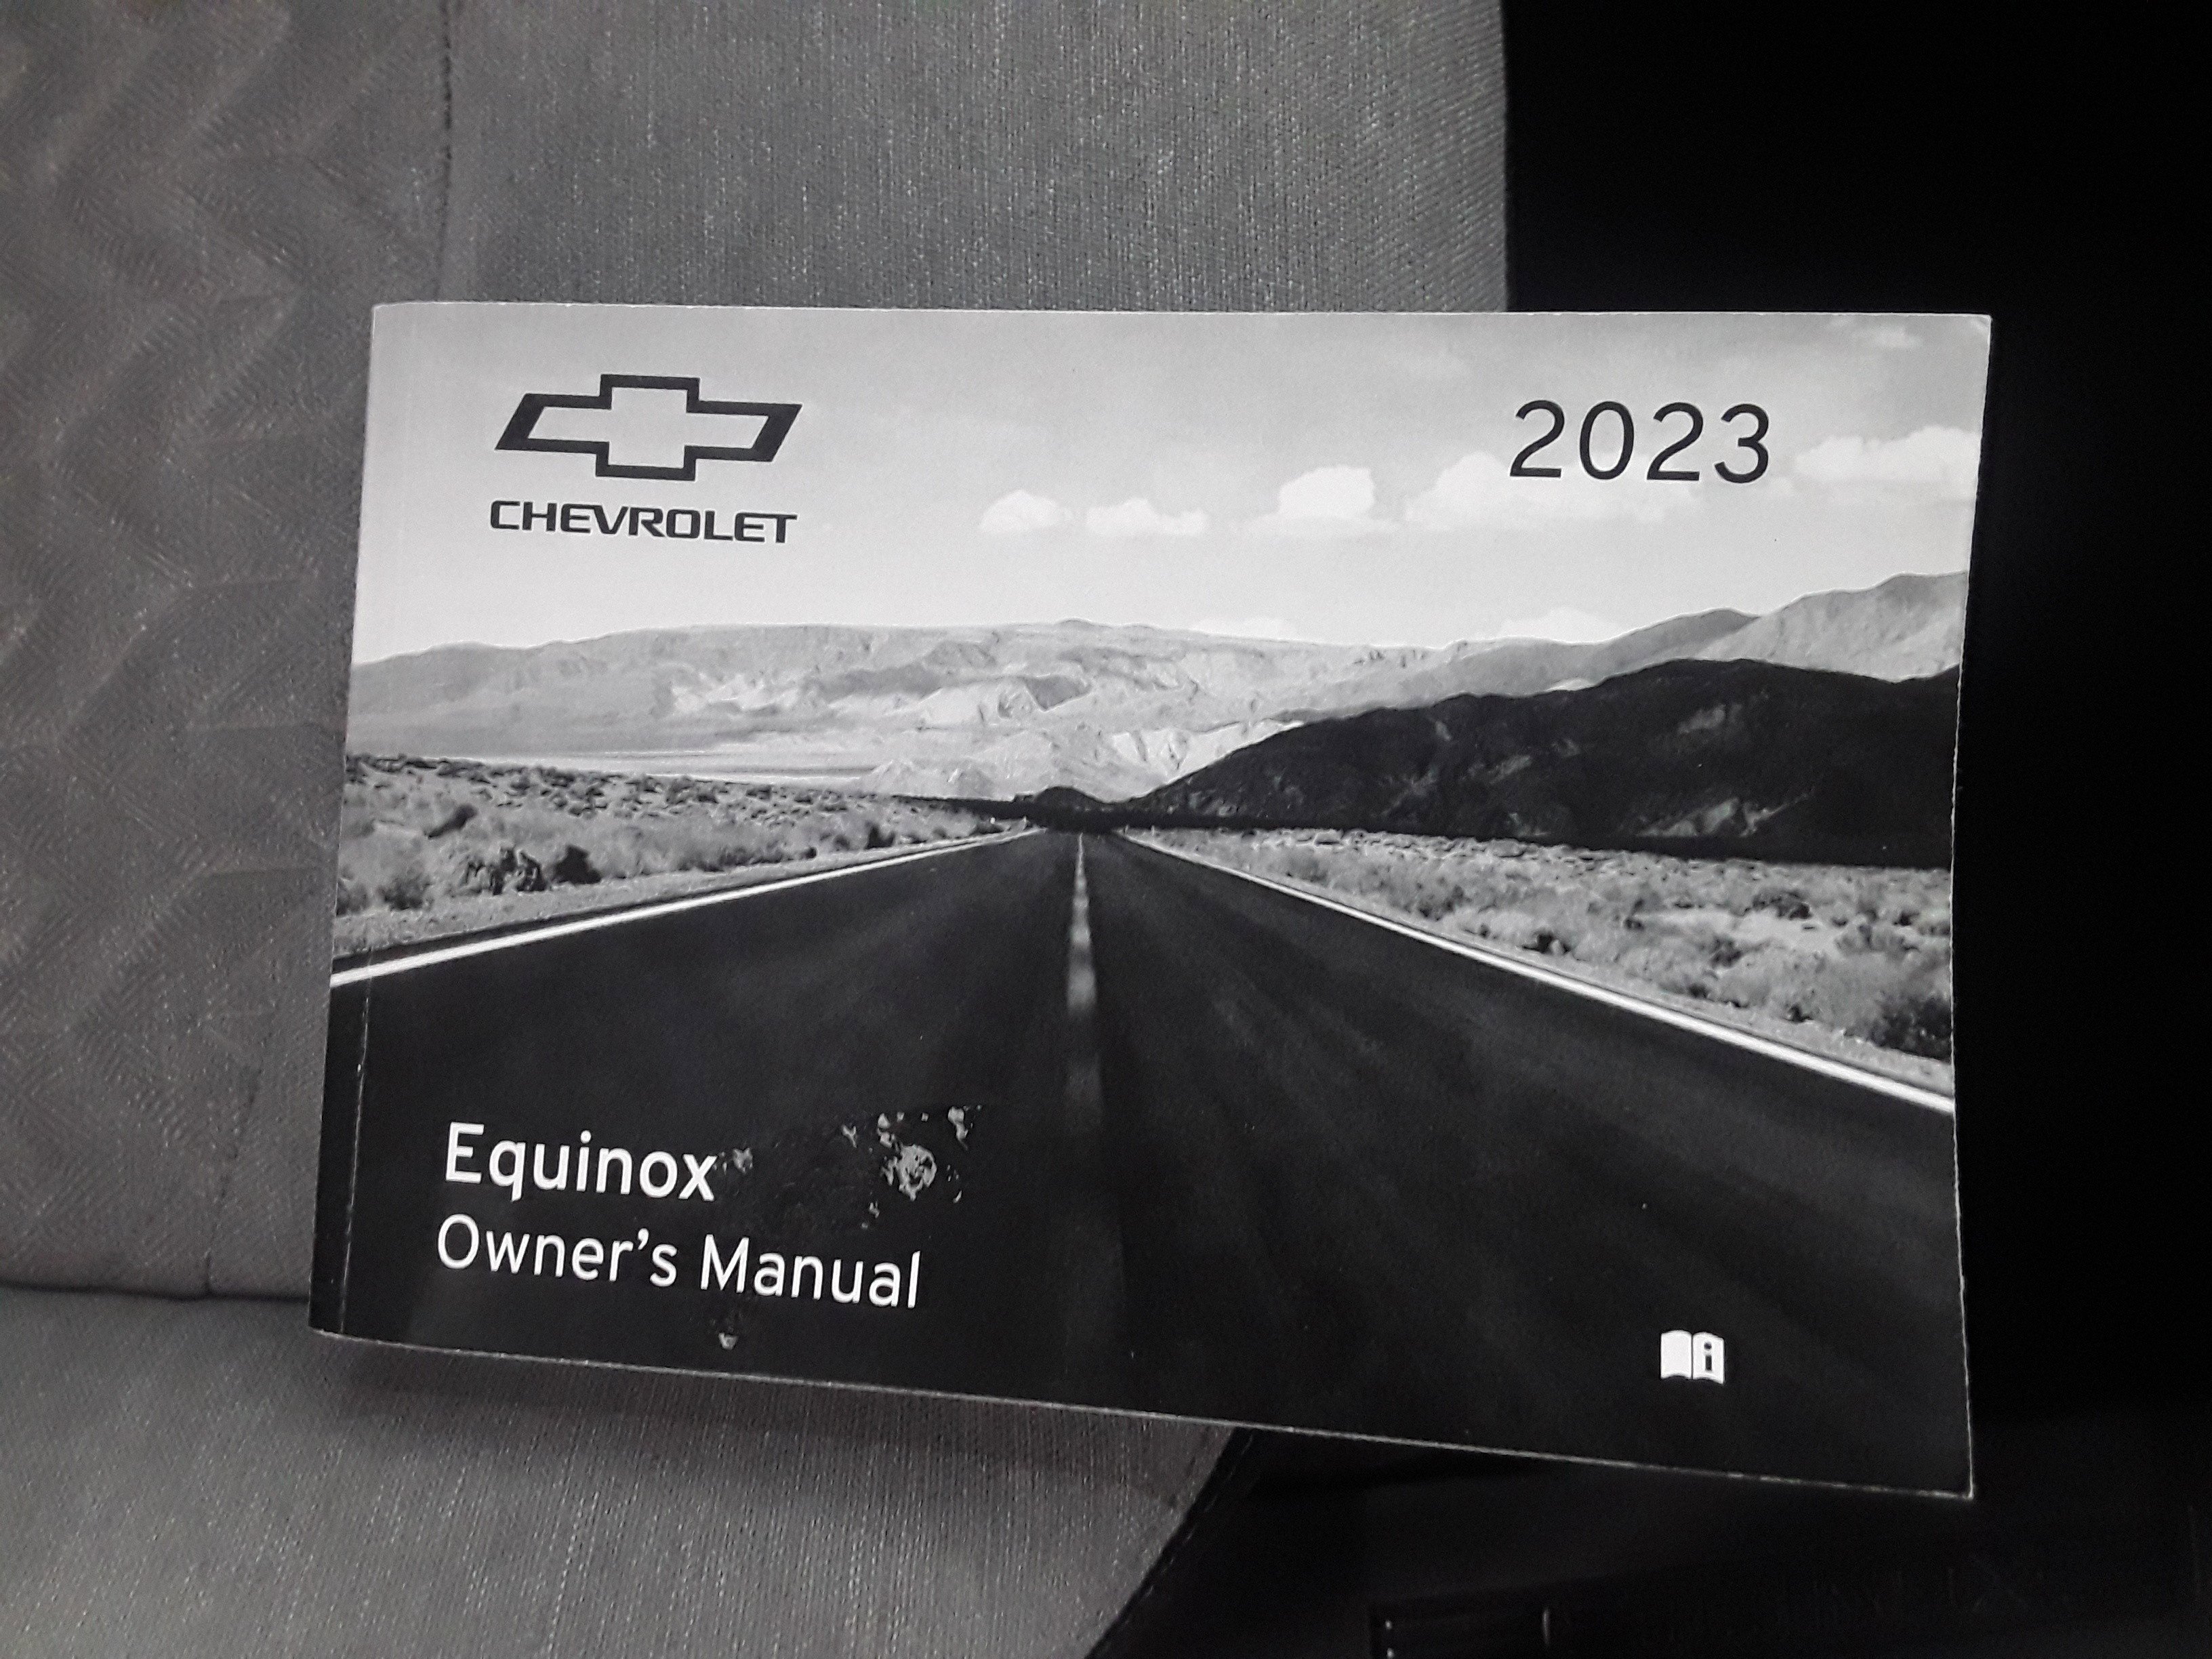 CHEVROLET
2023
Equinox
Owner's Manual